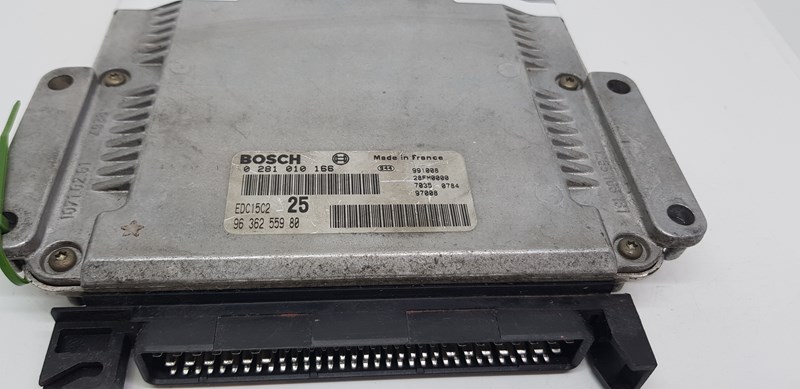 BOSCH
Made in France
0 281 010 166
344
991008
28FM0000
7035 0784
97008
EDC15C2 25
96 362 559 80